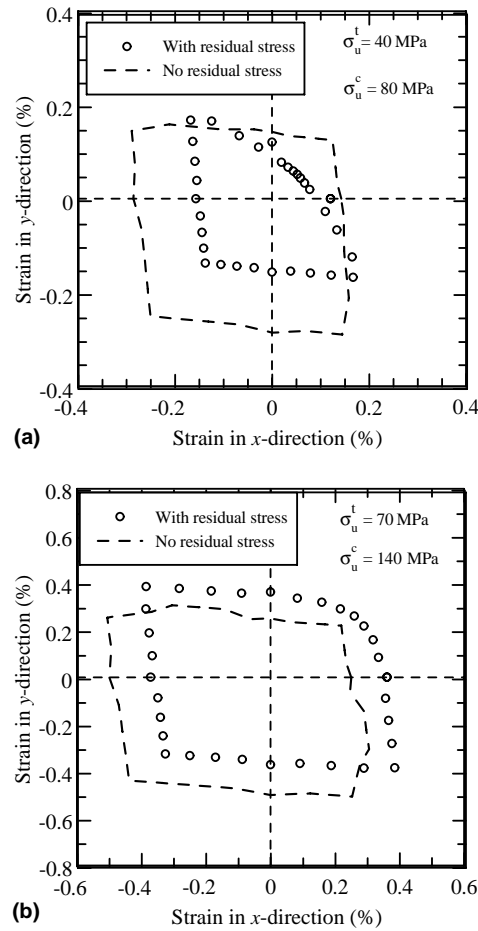 0.4
With residual stress
No residual stress
σ_u^t = 40 MPa
σ_u^c = 80 MPa
0.2
0
-0.2
-0.4
Strain in y-direction (%)
-0.4 -0.2 0 0.2 0.4
(a)
Strain in x-direction (%)
0.8
With residual stress
No residual stress
σ_u^t = 70 MPa
σ_u^c = 140 MPa
0.6
0.4
0.2
0
-0.2
-0.4
-0.6
-0.8
Strain in y-direction (%)
-0.6 -0.4 -0.2 0 0.2 0.4 0.6
(b)
Strain in x-direction (%)